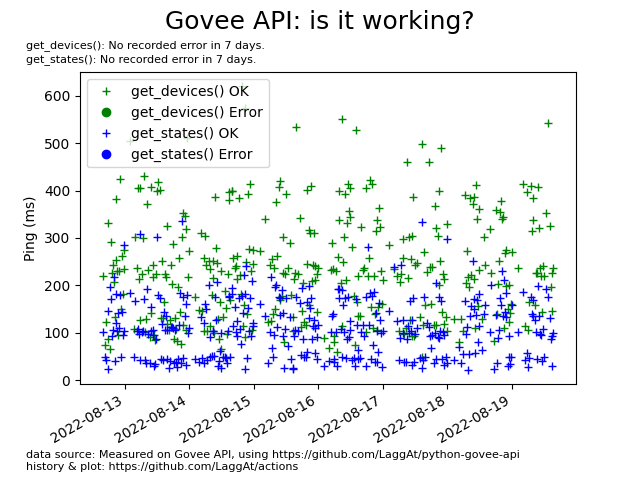 Govee API: is it working?
get_devices(): No recorded error in 7 days.
get_states(): No recorded error in 7 days.
get_devices() OK
get_devices() Error
get_states() OK
get_states() Error
600
500
400
300
200
100
0
Ping (ms)
2022-08-13
2022-08-14
2022-08-15
2022-08-16
2022-08-17
2022-08-18
2022-08-19
data source: Measured on Govee API, using https://github.com/LaggAt/python-govee-api
history & plot: https://github.com/LaggAt/actions